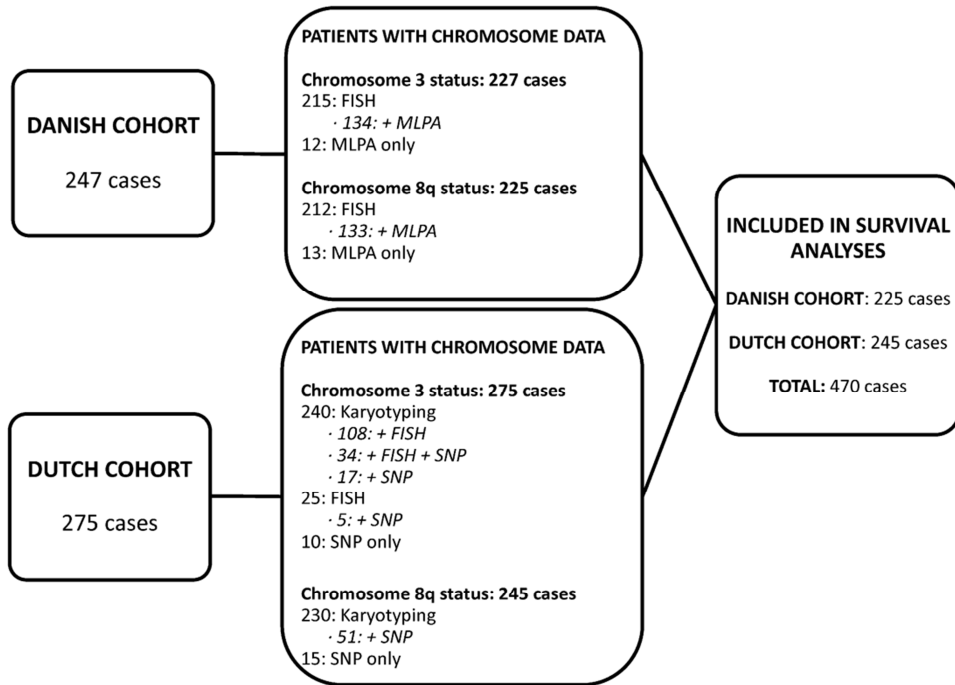 DANISH COHORT
247 cases
PATIENTS WITH CHROMOSOME DATA
Chromosome 3 status: 227 cases
215: FISH
· 134: + MLPA
12: MLPA only
Chromosome 8q status: 225 cases
212: FISH
· 133: + MLPA
13: MLPA only
DUTCH COHORT
275 cases
PATIENTS WITH CHROMOSOME DATA
Chromosome 3 status: 275 cases
240: Karyotyping
· 108: + FISH
· 34: + FISH + SNP
· 17: + SNP
25: FISH
· 5: + SNP
10: SNP only
Chromosome 8q status: 245 cases
230: Karyotyping
· 51: + SNP
15: SNP only
INCLUDED IN SURVIVAL
ANALYSES
DANISH COHORT: 225 cases
DUTCH COHORT: 245 cases
TOTAL: 470 cases